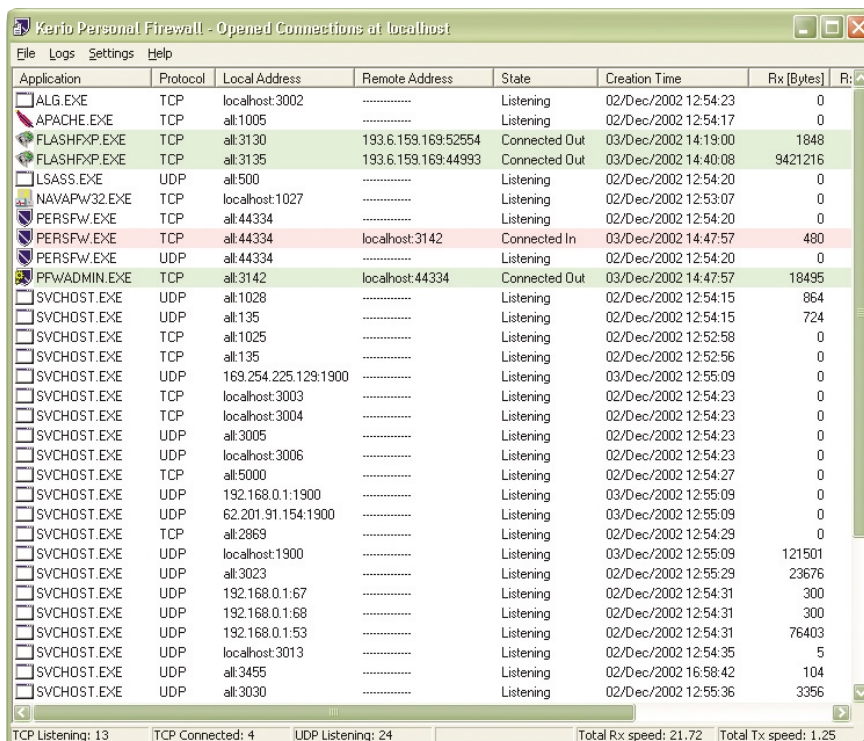 Kerio Personal Firewall - Opened Connections at localhost
File Logs Settings Help
Application Protocol Local Address Remote Address State Creation Time Rx [Bytes] R:
ALG.EXE TCP localhost:3002 ------------- Listening 02/Dec/2002 12:54:23 0
APACHE.EXE TCP all:1005 ------------- Listening 02/Dec/2002 12:54:17 0
FLASHFXP.EXE TCP all:3130 193.6.159.169:52554 Connected Out 03/Dec/2002 14:19:00 1848
FLASHFXP.EXE TCP all:3135 193.6.159.169:44993 Connected Out 03/Dec/2002 14:40:08 9421216
LSASS.EXE UDP all:500 ------------- Listening 02/Dec/2002 12:54:20 0
NAVAPW32.EXE TCP localhost:1027 ------------- Listening 02/Dec/2002 12:53:07 0
PERSFW.EXE TCP all:44334 ------------- Listening 02/Dec/2002 12:54:20 0
PERSFW.EXE TCP all:44334 localhost:3142 Connected In 03/Dec/2002 14:47:57 480
PERSFW.EXE UDP all:44334 ------------- Listening 02/Dec/2002 12:54:20 0
PFWADMIN.EXE TCP all:3142 localhost:44334 Connected Out 03/Dec/2002 14:47:57 18495
SVCHOST.EXE UDP all:1028 ------------- Listening 02/Dec/2002 12:54:15 864
SVCHOST.EXE UDP all:135 ------------- Listening 02/Dec/2002 12:54:15 724
SVCHOST.EXE TCP all:1025 ------------- Listening 02/Dec/2002 12:52:58 0
SVCHOST.EXE TCP all:135 ------------- Listening 02/Dec/2002 12:52:56 0
SVCHOST.EXE UDP 169.254.225.129:1900 ------------- Listening 03/Dec/2002 12:55:09 0
SVCHOST.EXE TCP localhost:3003 ------------- Listening 02/Dec/2002 12:54:23 0
SVCHOST.EXE TCP localhost:3004 ------------- Listening 02/Dec/2002 12:54:23 0
SVCHOST.EXE UDP all:3005 ------------- Listening 02/Dec/2002 12:54:23 0
SVCHOST.EXE UDP localhost:3006 ------------- Listening 02/Dec/2002 12:54:23 0
SVCHOST.EXE TCP all:5000 ------------- Listening 02/Dec/2002 12:54:27 0
SVCHOST.EXE UDP 192.168.0.1:1900 ------------- Listening 03/Dec/2002 12:55:09 0
SVCHOST.EXE UDP 62.201.91.154:1900 ------------- Listening 03/Dec/2002 12:55:09 0
SVCHOST.EXE TCP all:2869 ------------- Listening 02/Dec/2002 12:54:29 0
SVCHOST.EXE UDP localhost:1900 ------------- Listening 03/Dec/2002 12:55:09 121501
SVCHOST.EXE UDP all:3023 ------------- Listening 02/Dec/2002 12:55:29 23676
SVCHOST.EXE UDP 192.168.0.1:67 ------------- Listening 02/Dec/2002 12:54:31 300
SVCHOST.EXE UDP 192.168.0.1:68 ------------- Listening 02/Dec/2002 12:54:31 300
SVCHOST.EXE UDP 192.168.0.1:53 ------------- Listening 02/Dec/2002 12:54:31 76403
SVCHOST.EXE UDP localhost:3013 ------------- Listening 02/Dec/2002 12:54:35 5
SVCHOST.EXE UDP all:3455 ------------- Listening 02/Dec/2002 16:58:42 104
SVCHOST.EXE UDP all:3030 ------------- Listening 02/Dec/2002 12:55:36 3356
TCP Listening: 13 TCP Connected: 4 UDP Listening: 24 Total Rx speed: 21.72 Total Tx speed: 1.25